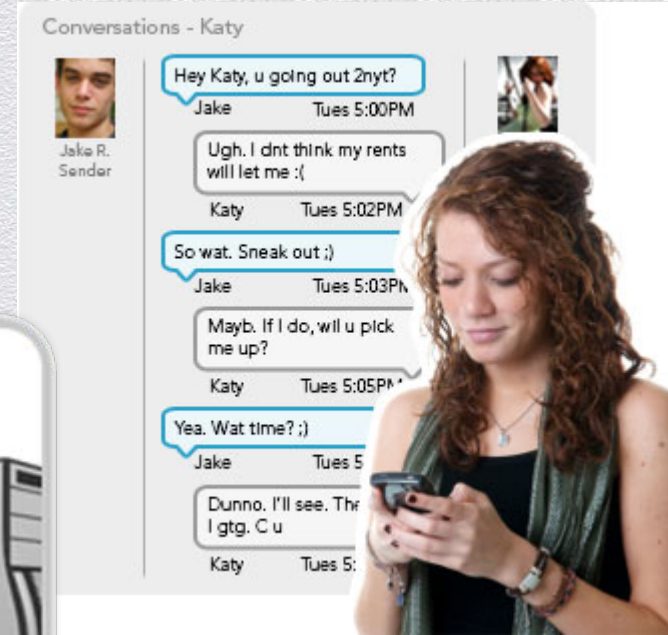 Conversations - Katy
Hey Katy, u going out 2nyt?
Jake Tues 5:00PM
Jake R.
Sender
Ugh. I dnt think my rents
will let me :(
Katy Tues 5:02PM
So wat. Sneak out ;)
Jake Tues 5:03PM
Mayb. If I do, wil u pick
me up?
Katy Tues 5:05PM
Yea. Wat time? ;)
Jake Tues 5
Dunno. I'll see. The
I gtg. C u
Katy Tues 5: